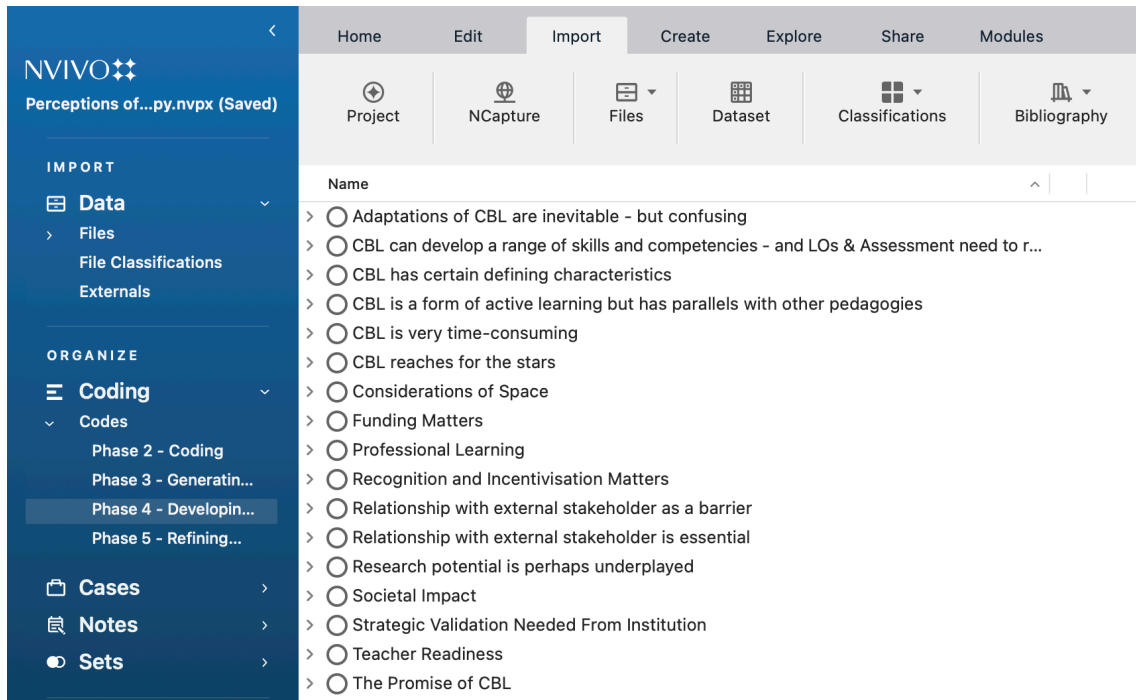 Home Edit Import Create Explore Share Modules
NVIVO
Perceptions of...py.nvpx (Saved)
Project NCapture Files Dataset Classifications Bibliography
IMPORT
Data
Files
File Classifications
Externals
ORGANIZE
Coding
Codes
Phase 2 - Coding
Phase 3 - Generatin...
Phase 4 - Developin...
Phase 5 - Refining...
Cases
Notes
Sets
Name
Adaptations of CBL are inevitable - but confusing
CBL can develop a range of skills and competencies - and LOs & Assessment need to r...
CBL has certain defining characteristics
CBL is a form of active learning but has parallels with other pedagogies
CBL is very time-consuming
CBL reaches for the stars
Considerations of Space
Funding Matters
Professional Learning
Recognition and Incentivisation Matters
Relationship with external stakeholder as a barrier
Relationship with external stakeholder is essential
Research potential is perhaps underplayed
Societal Impact
Strategic Validation Needed From Institution
Teacher Readiness
The Promise of CBL